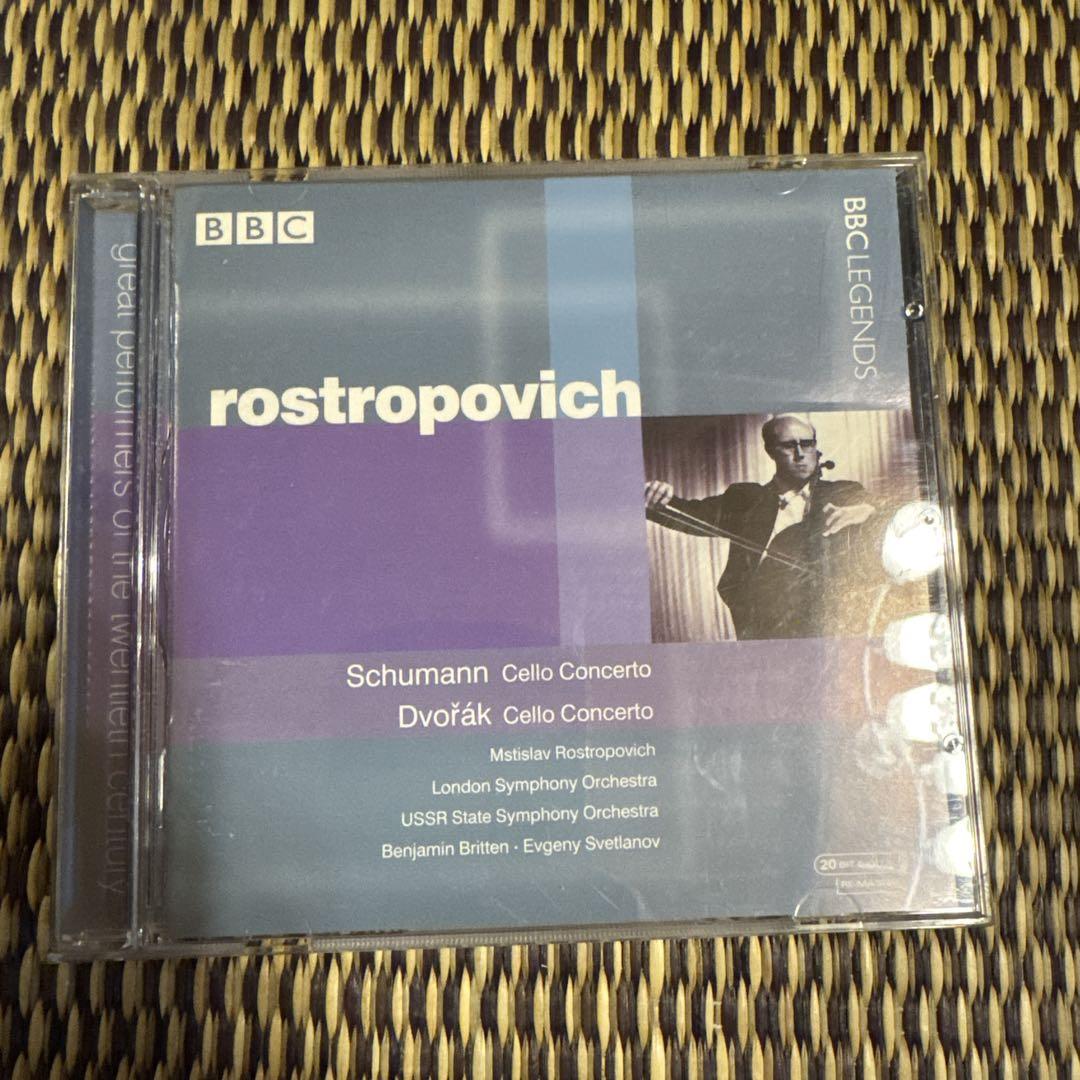 BBC
BBC LEGENDS
great performers of the twentieth century
rostropovich
Schumann Cello Concerto
Dvořák Cello Concerto
Mstislav Rostropovich
London Symphony Orchestra
USSR State Symphony Orchestra
Benjamin Britten · Evgeny Svetlanov
20 BIT